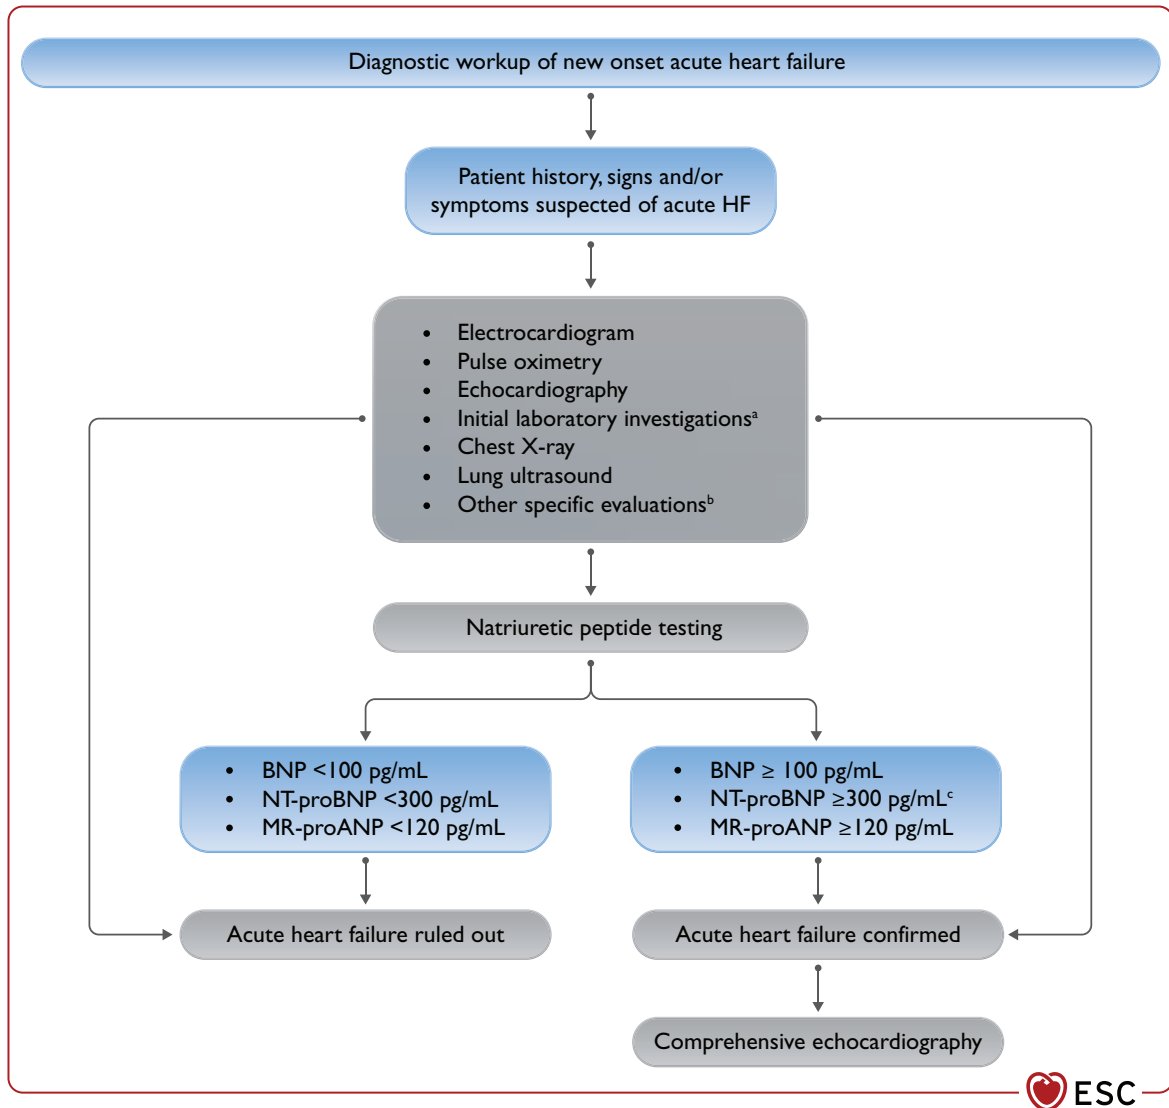 Diagnostic workup of new onset acute heart failure
Patient history, signs and/or
symptoms suspected of acute HF
• Electrocardiogram
• Pulse oximetry
• Echocardiography
• Initial laboratory investigationsᵃ
• Chest X-ray
• Lung ultrasound
• Other specific evaluationsᵇ
Natriuretic peptide testing
• BNP <100 pg/mL
• NT-proBNP <300 pg/mL
• MR-proANP <120 pg/mL
• BNP ≥ 100 pg/mL
• NT-proBNP ≥300 pg/mLᶜ
• MR-proANP ≥120 pg/mL
Acute heart failure ruled out
Acute heart failure confirmed
Comprehensive echocardiography
ESC